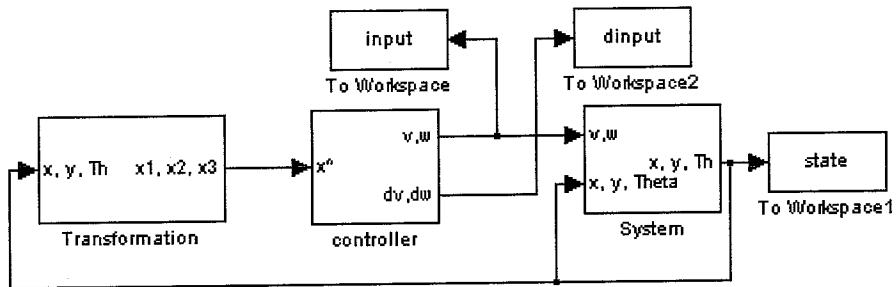 input
To Workspace
dinput
To Workspace2
x, y, Th
x1, x2, x3
Transformation
x^
v,w
dv,dw
controller
v,w
x, y, Th
x, y, Theta
System
state
To Workspace1